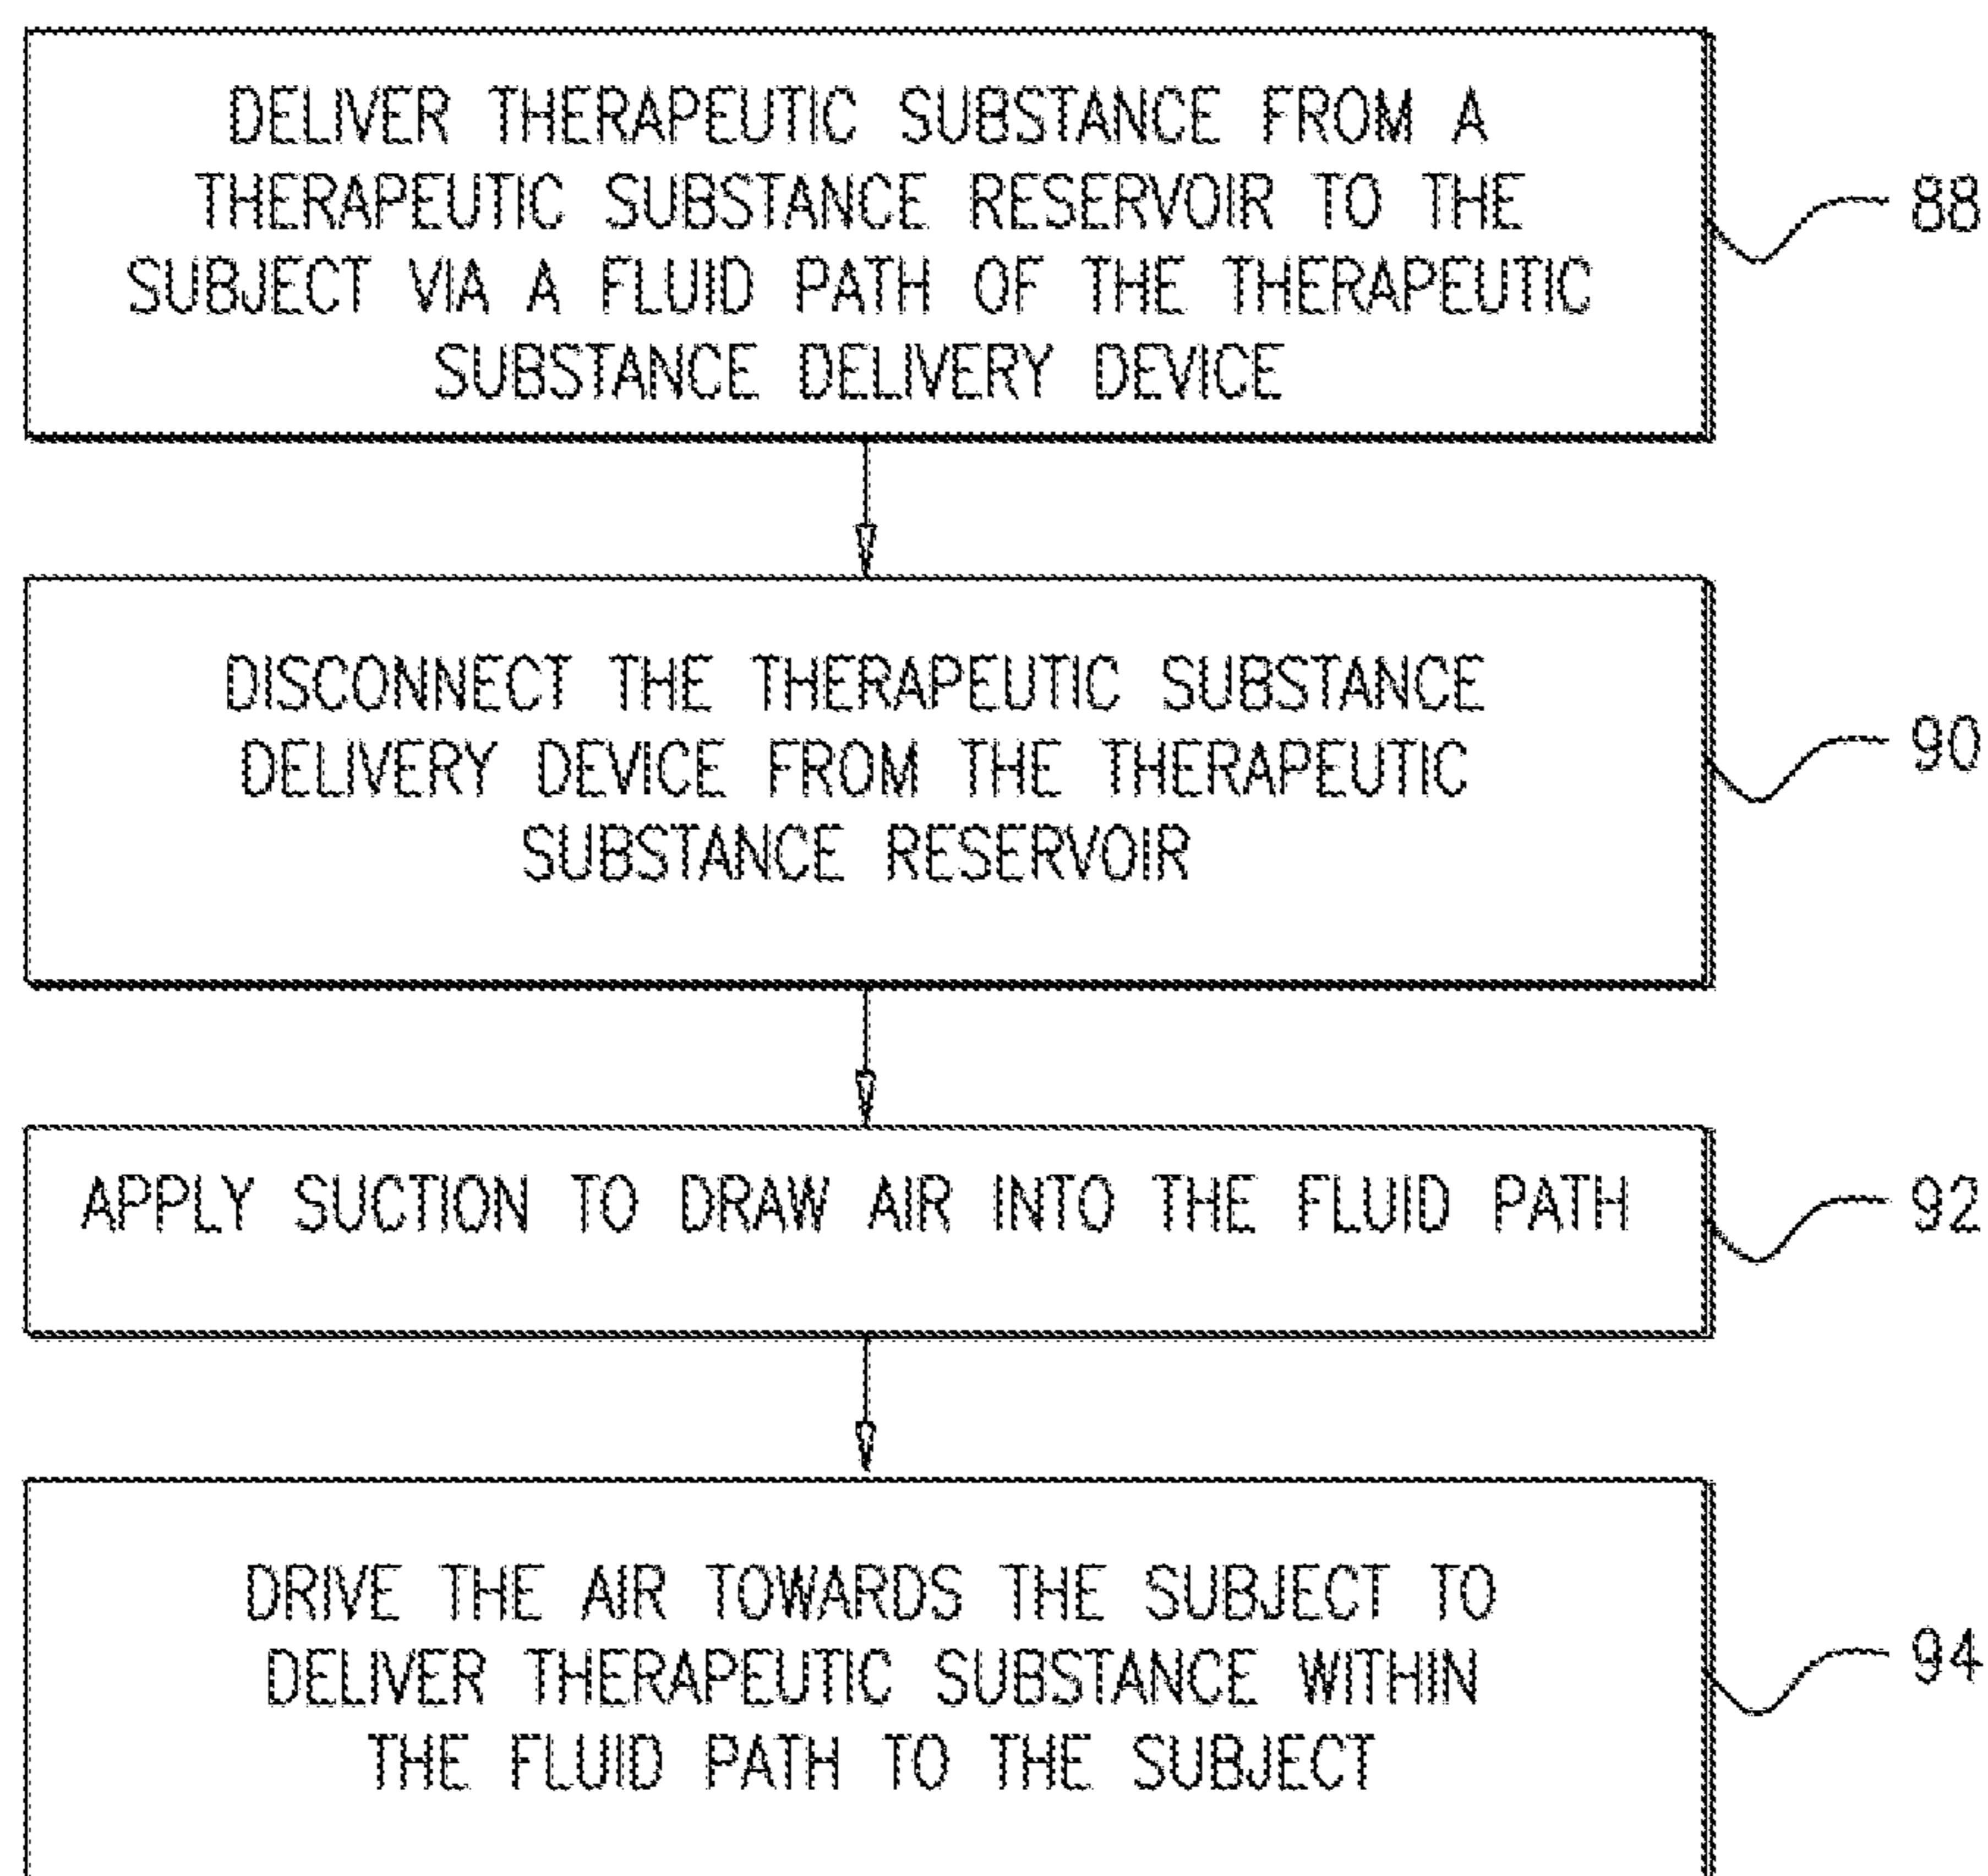 DELIVER THERAPEUTIC SUBSTANCE FROM A
THERAPEUTIC SUBSTANCE RESERVOIR TO THE
SUBJECT VIA A FLUID PATH OF THE THERAPEUTIC
SUBSTANCE DELIVERY DEVICE
88
DISCONNECT THE THERAPEUTIC SUBSTANCE
DELIVERY DEVICE FROM THE THERAPEUTIC
SUBSTANCE RESERVOIR
90
APPLY SUCTION TO DRAW AIR INTO THE FLUID PATH
92
DRIVE THE AIR TOWARDS THE SUBJECT TO
DELIVER THERAPEUTIC SUBSTANCE WITHIN
THE FLUID PATH TO THE SUBJECT
94